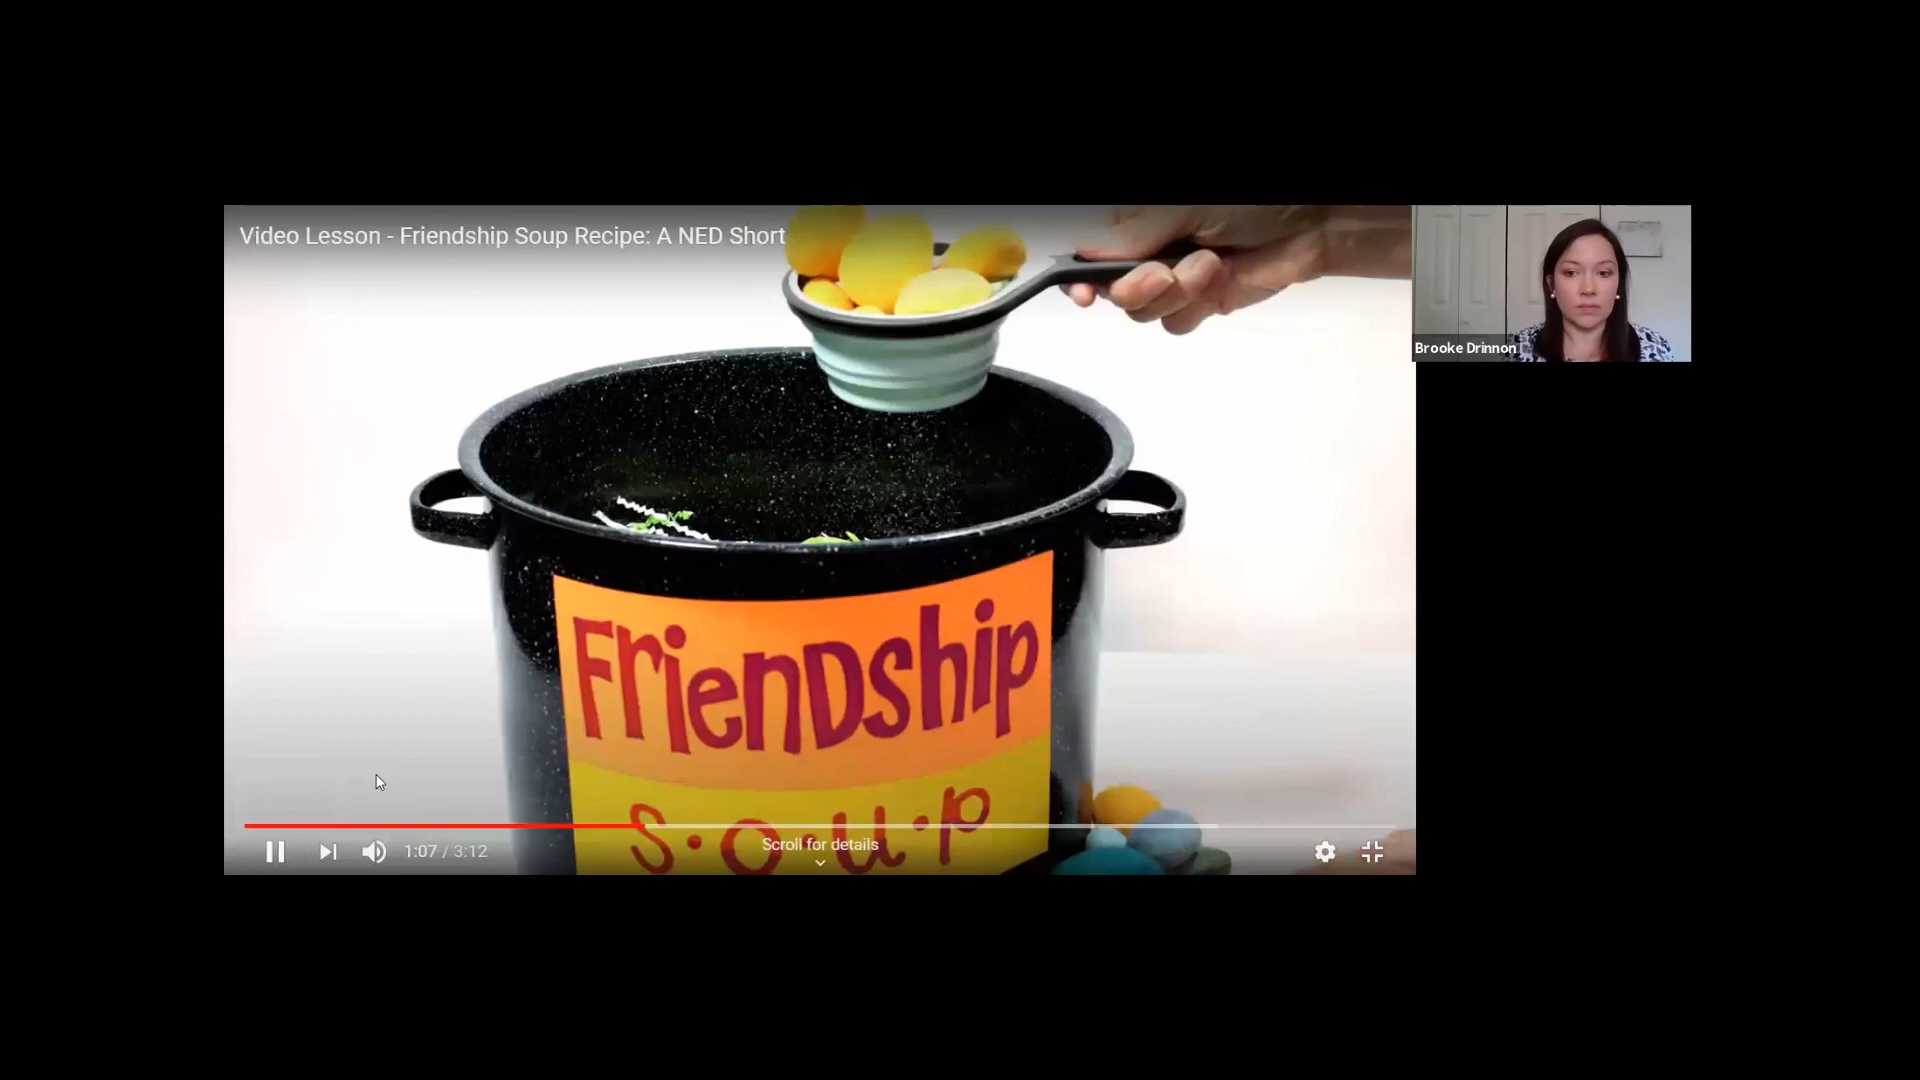 Video Lesson - Friendship Soup Recipe: A NED Short
Brooke Drinnon
FrienDship
S.o.u.p
1:07 / 3:12
Scroll for details